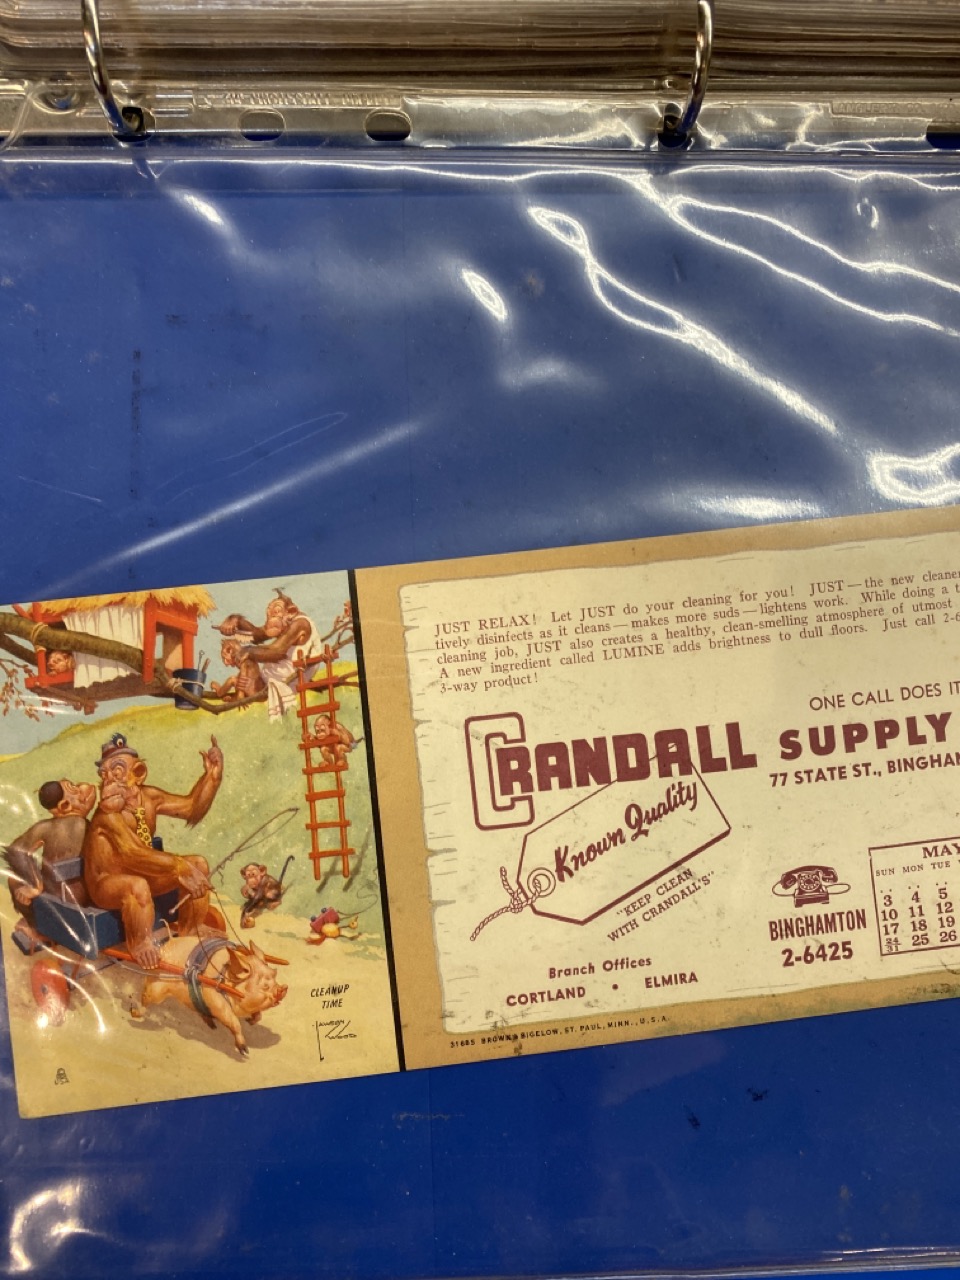 JUST RELAX! Let JUST do your cleaning for you! JUST — the new cleaner
tively disinfects as it cleans — makes more suds — lightens work. While doing a
cleaning job, JUST also creates a healthy, clean-smelling atmosphere of utmost
A new ingredient called LUMINE adds brightness to dull floors. Just call 2-6
3-way product!
ONE CALL DOES IT
CRANDALL SUPPLY
77 STATE ST., BINGHAM
Known Quality
"KEEP CLEAN
WITH CRANDALL'S"
Branch Offices
CORTLAND • ELMIRA
BINGHAMTON
2-6425
MAY
SUN MON TUE
3 4 5
10 11 12
17 18 19
24/31 25 26
CLEANUP
TIME
LAWSON
WOOD
31685 BROWN & BIGELOW, ST. PAUL, MINN., U.S.A.